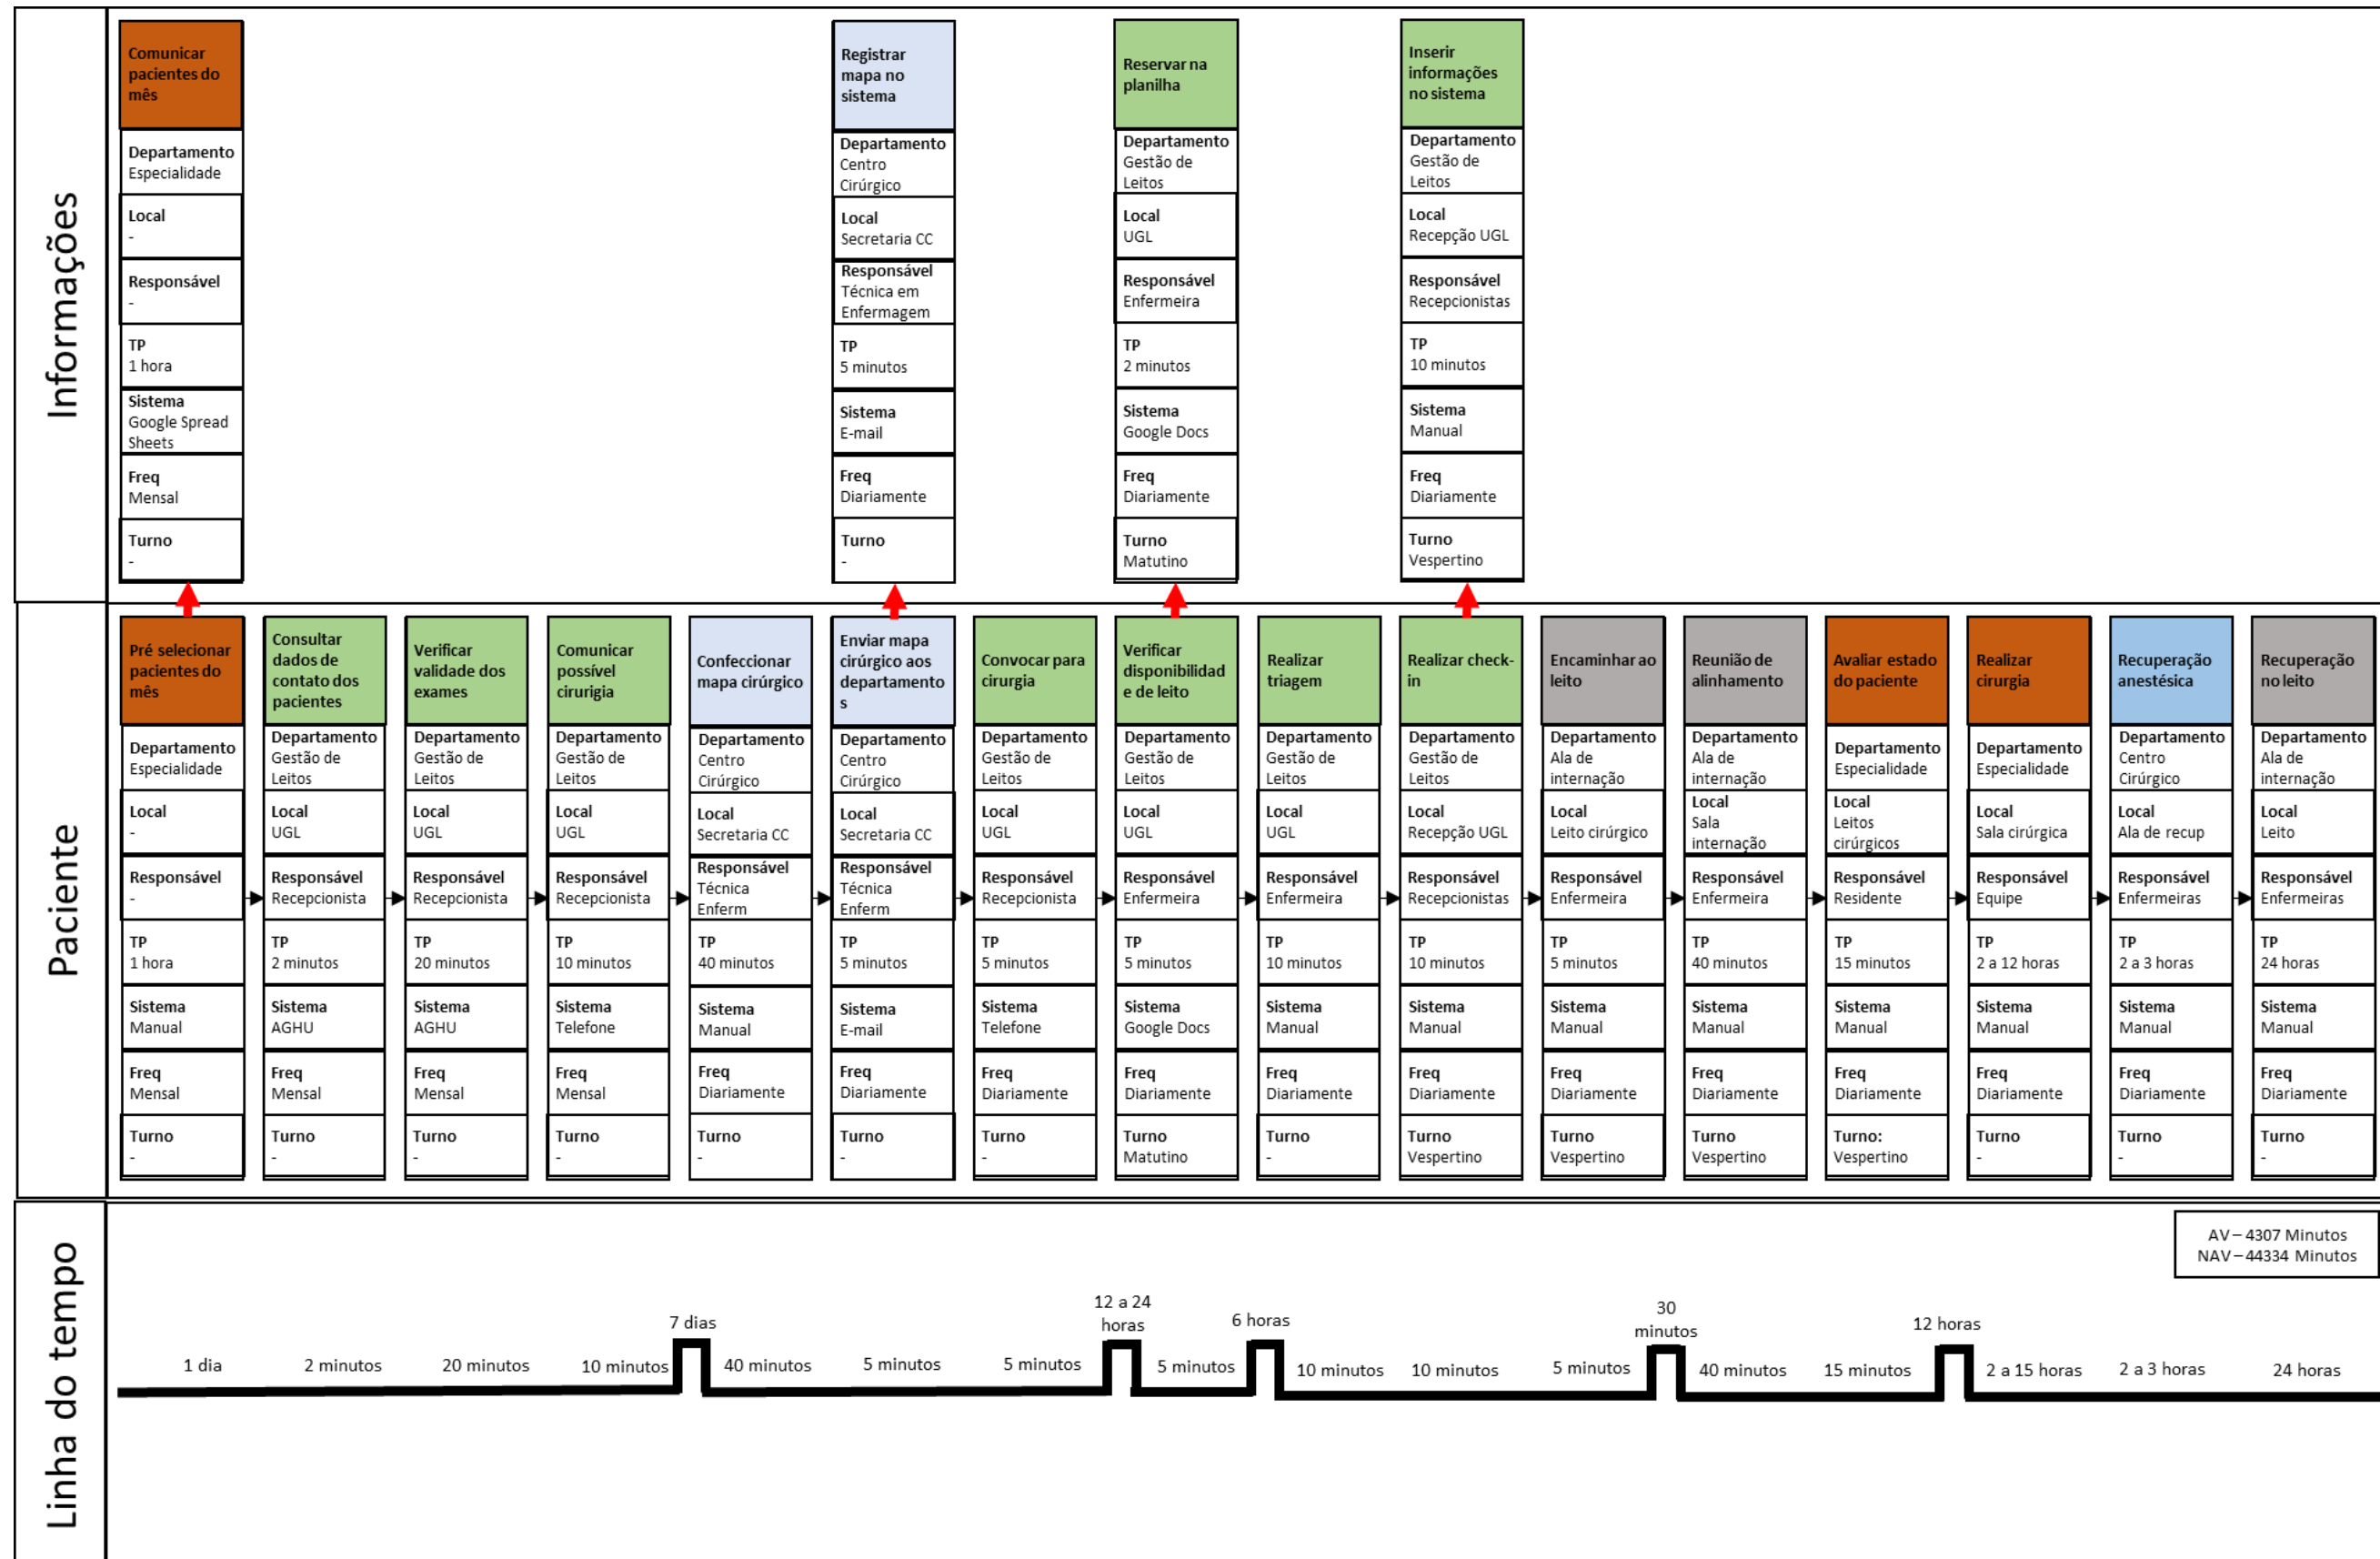 Informações
Comunicar
pacientes do
mês
Departamento
Especialidade
Local
-
Responsável
-
TP
1 hora
Sistema
Google Spread
Sheets
Freq
Mensal
Turno
-
Registrar
mapa no
sistema
Departamento
Centro
Cirúrgico
Local
Secretaria CC
Responsável
Técnica em
Enfermagem
TP
5 minutos
Sistema
E-mail
Freq
Diariamente
Turno
-
Reservar na
planilha
Departamento
Gestão de
Leitos
Local
UGL
Responsável
Enfermeira
TP
2 minutos
Sistema
Google Docs
Freq
Diariamente
Turno
Matutino
Inserir
informações
no sistema
Departamento
Gestão de
Leitos
Local
Recepção UGL
Responsável
Recepcionistas
TP
10 minutos
Sistema
Manual
Freq
Diariamente
Turno
Vespertino
Paciente
Pré selecionar
pacientes do
mês
Departamento
Especialidade
Local
-
Responsável
-
TP
1 hora
Sistema
Manual
Freq
Mensal
Turno
-
Consultar
dados de
contato dos
pacientes
Departamento
Gestão de
Leitos
Local
UGL
Responsável
Recepcionista
TP
2 minutos
Sistema
AGHU
Freq
Mensal
Turno
-
Verificar
validade dos
exames
Departamento
Gestão de
Leitos
Local
UGL
Responsável
Recepcionista
TP
20 minutos
Sistema
AGHU
Freq
Mensal
Turno
-
Comunicar
possível
cirurigia
Departamento
Gestão de
Leitos
Local
UGL
Responsável
Recepcionista
TP
10 minutos
Sistema
Telefone
Freq
Mensal
Turno
-
Confeccionar
mapa cirúrgico
Departamento
Centro
Cirúrgico
Local
Secretaria CC
Responsável
Técnica
Enferm
TP
40 minutos
Sistema
Manual
Freq
Diariamente
Turno
-
Enviar mapa
cirúrgico aos
departamento
s
Departamento
Centro
Cirúrgico
Local
Secretaria CC
Responsável
Técnica
Enferm
TP
5 minutos
Sistema
E-mail
Freq
Diariamente
Turno
-
Convocar para
cirurgia
Departamento
Gestão de
Leitos
Local
UGL
Responsável
Recepcionista
TP
5 minutos
Sistema
Telefone
Freq
Diariamente
Turno
-
Verificar
disponibilidad
e de leito
Departamento
Gestão de
Leitos
Local
UGL
Responsável
Enfermeira
TP
5 minutos
Sistema
Google Docs
Freq
Diariamente
Turno
Matutino
Realizar
triagem
Departamento
Gestão de
Leitos
Local
UGL
Responsável
Enfermeira
TP
10 minutos
Sistema
Manual
Freq
Diariamente
Turno
-
Realizar check-
in
Departamento
Gestão de
Leitos
Local
Recepção UGL
Responsável
Recepcionistas
TP
10 minutos
Sistema
Manual
Freq
Diariamente
Turno
Vespertino
Encaminhar ao
leito
Departamento
Ala de
internação
Local
Leito cirúrgico
Responsável
Enfermeira
TP
5 minutos
Sistema
Manual
Freq
Diariamente
Turno
Vespertino
Reunião de
alinhamento
Departamento
Ala de
internação
Local
Sala
internação
Responsável
Enfermeira
TP
40 minutos
Sistema
Manual
Freq
Diariamente
Turno
Vespertino
Avaliar estado
do paciente
Departamento
Especialidade
Local
Leitos
cirúrgicos
Responsável
Residente
TP
15 minutos
Sistema
Manual
Freq
Diariamente
Turno:
Vespertino
Realizar
cirurgia
Departamento
Especialidade
Local
Sala cirúrgica
Responsável
Equipe
TP
2 a 12 horas
Sistema
Manual
Freq
Diariamente
Turno
-
Recuperação
anestésica
Departamento
Centro
Cirúrgico
Local
Ala de recup
Responsável
Enfermeiras
TP
2 a 3 horas
Sistema
Manual
Freq
Diariamente
Turno
-
Recuperação
no leito
Departamento
Ala de
internação
Local
Leito
Responsável
Enfermeiras
TP
24 horas
Sistema
Manual
Freq
Diariamente
Turno
-
Linha do tempo
AV – 4307 Minutos
NAV – 44334 Minutos
1 dia
2 minutos
20 minutos
10 minutos
7 dias
40 minutos
5 minutos
5 minutos
12 a 24
horas
5 minutos
6 horas
10 minutos
10 minutos
5 minutos
30
minutos
40 minutos
15 minutos
12 horas
2 a 15 horas
2 a 3 horas
24 horas